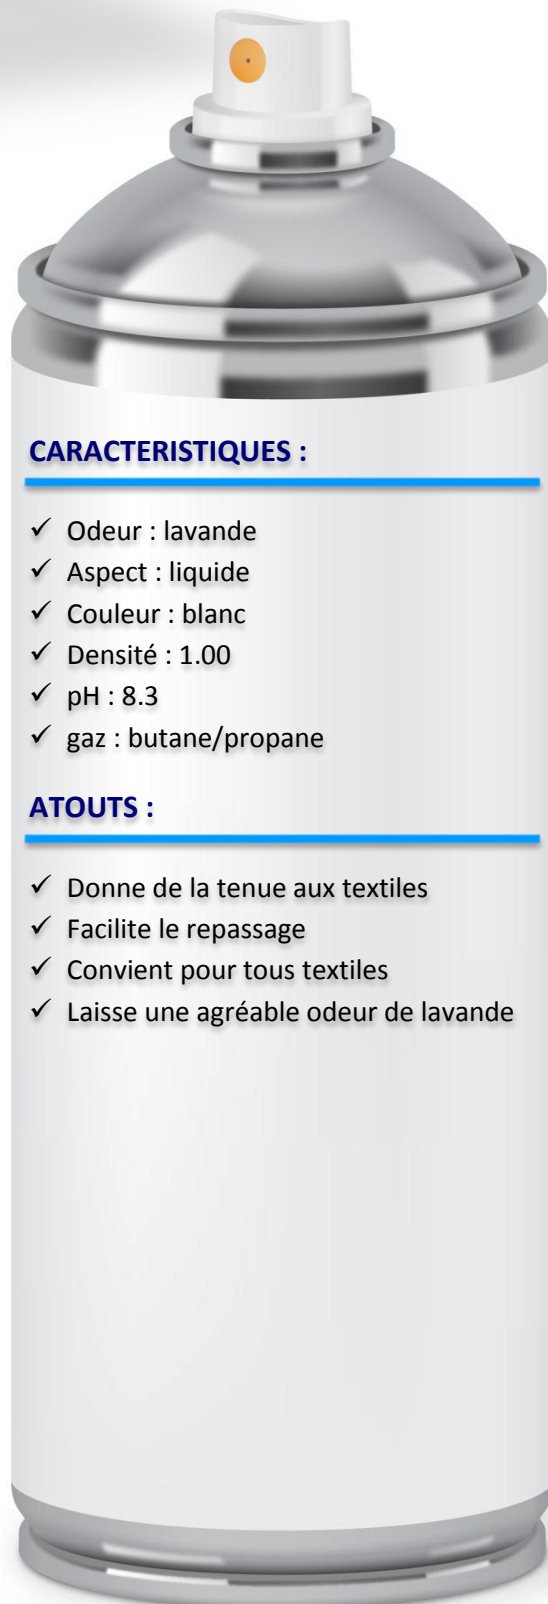 CARACTERISTIQUES :
✓ Odeur : lavande
✓ Aspect : liquide
✓ Couleur : blanc
✓ Densité : 1.00
✓ pH : 8.3
✓ gaz : butane/propane
ATOUTS :
✓ Donne de la tenue aux textiles
✓ Facilite le repassage
✓ Convient pour tous textiles
✓ Laisse une agréable odeur de lavande